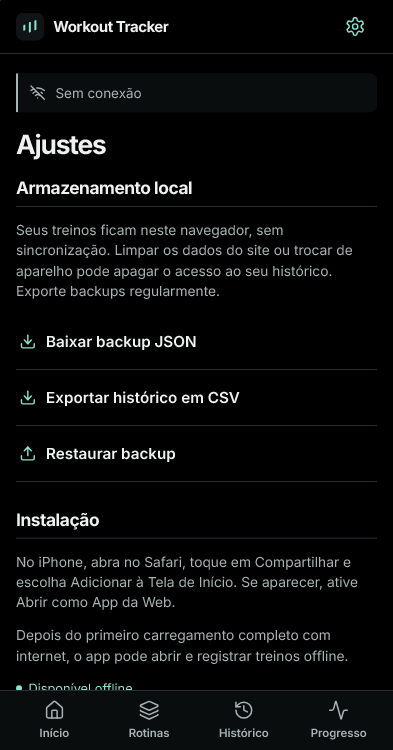 Workout Tracker
Sem conexão
Ajustes
Armazenamento local
Seus treinos ficam neste navegador, sem
sincronização. Limpar os dados do site ou trocar de
aparelho pode apagar o acesso ao seu histórico.
Exporte backups regularmente.
Baixar backup JSON
Exportar histórico em CSV
Restaurar backup
Instalação
No iPhone, abra no Safari, toque em Compartilhar e
escolha Adicionar à Tela de Início. Se aparecer, ative
Abrir como App da Web.
Depois do primeiro carregamento completo com
internet, o app pode abrir e registrar treinos offline.
Disponível offline
Início
Rotinas
Histórico
Progresso